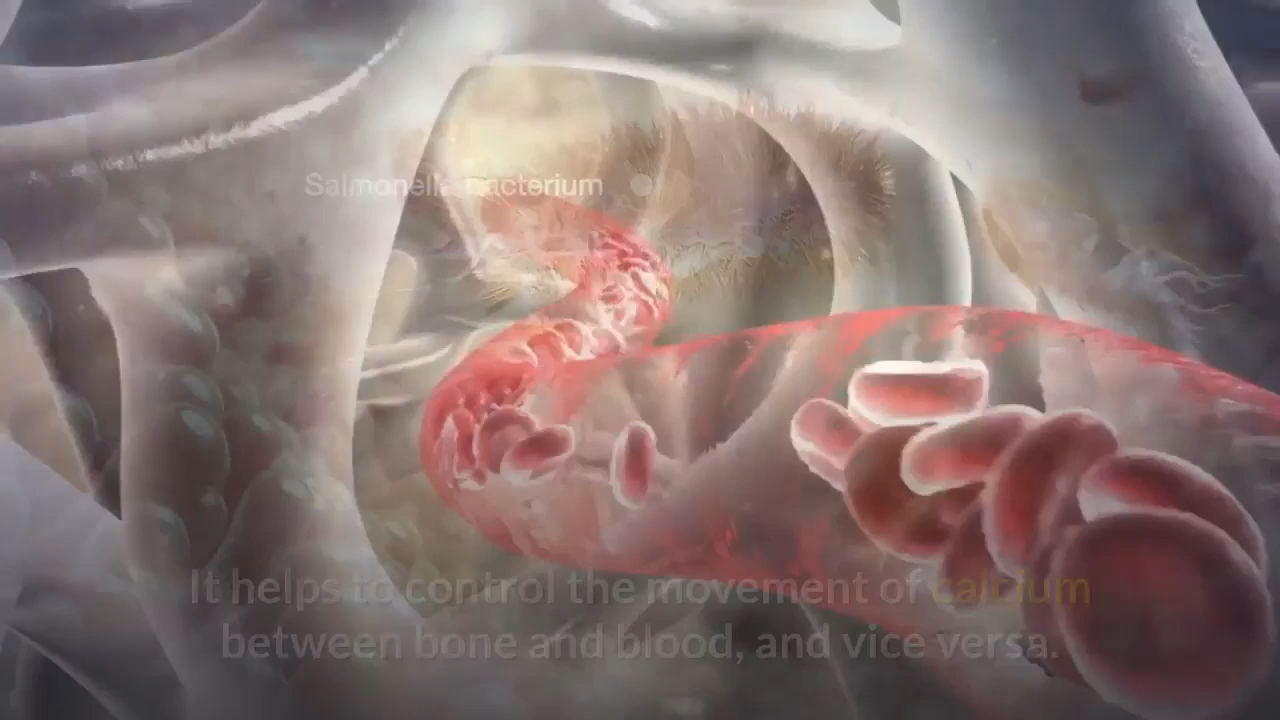 Salmonella bacterium
It helps to control the movement of calcium
between bone and blood, and vice versa.